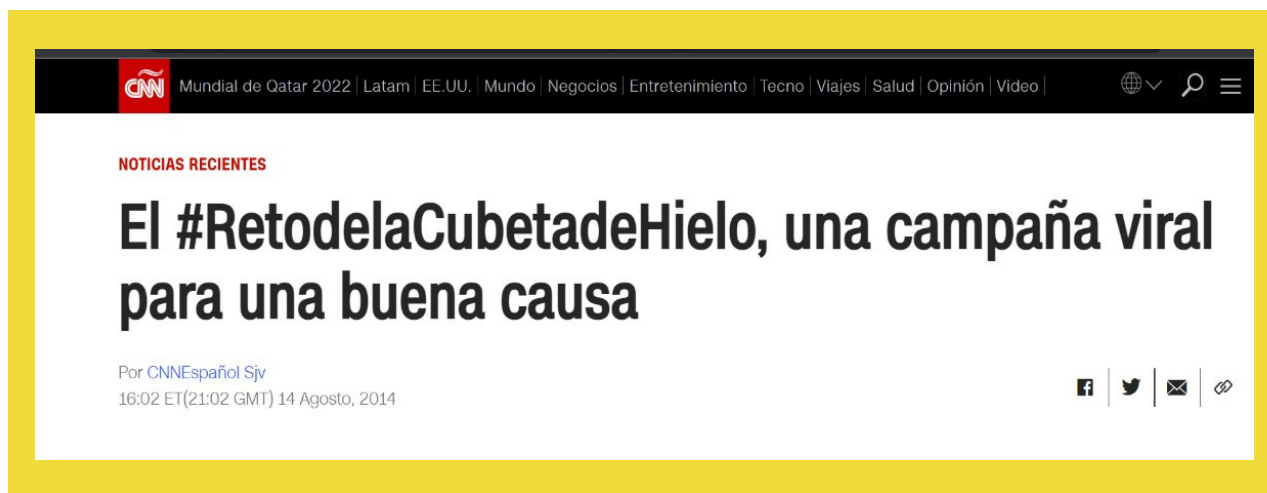 CNN Mundial de Qatar 2022 | Latam | EE.UU. | Mundo | Negocios | Entretenimiento | Tecno | Viajes | Salud | Opinión | Video |
NOTICIAS RECIENTES
El #RetodelaCubetadeHielo, una campaña viral
para una buena causa
Por CNNEspañol Sjv
16:02 ET(21:02 GMT) 14 Agosto, 2014